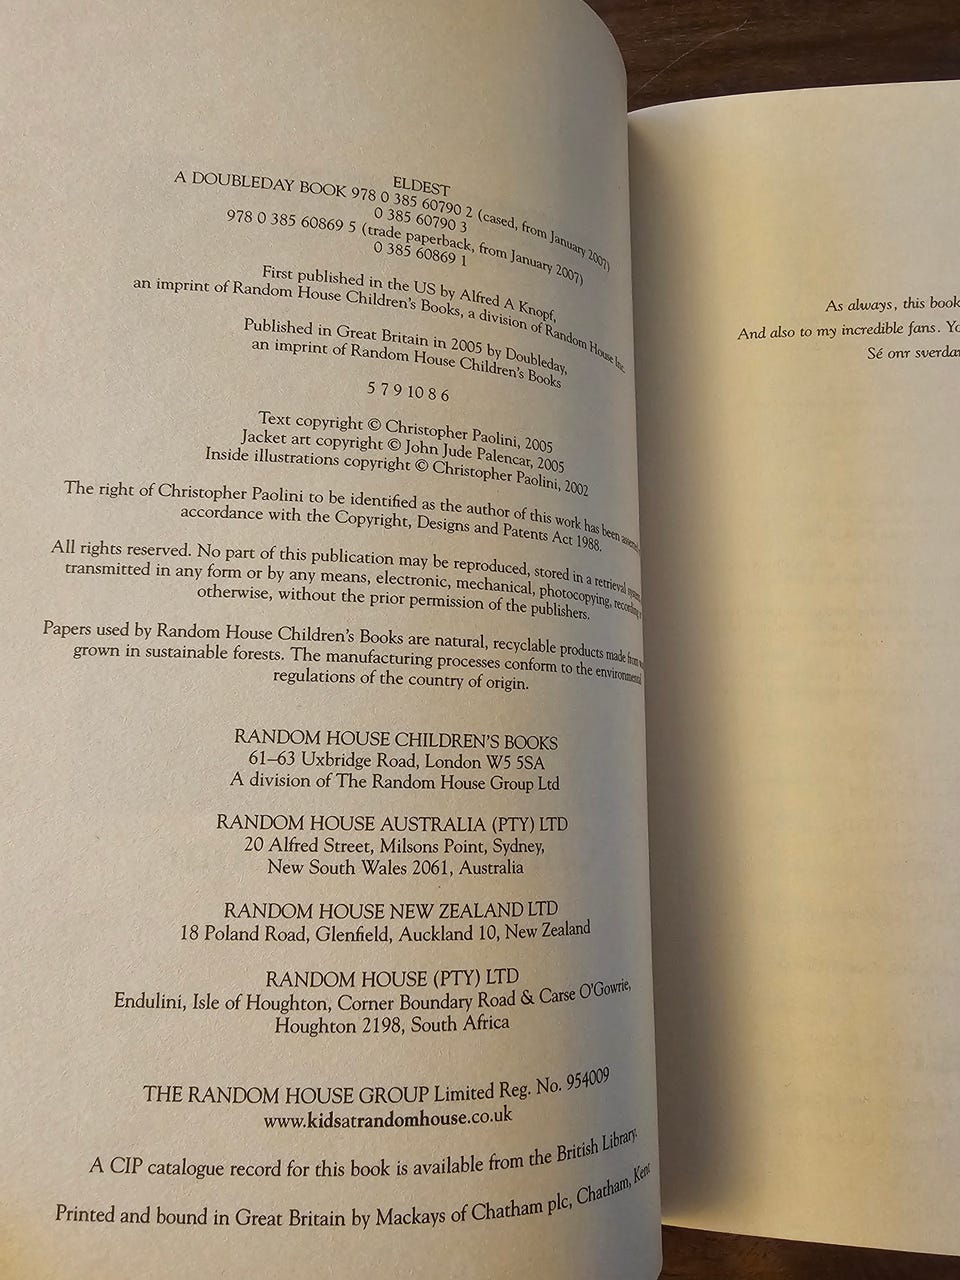 ELDEST
A DOUBLEDAY BOOK 978 0 385 60790 2 (cased, from January 2007)
0 385 60790 3
978 0 385 60869 5 (trade paperback, from January 2007)
0 385 60869 1
First published in the US by Alfred A Knopf,
an imprint of Random House Children's Books, a division of Random House Inc.
Published in Great Britain in 2005 by Doubleday,
an imprint of Random House Children's Books
5 7 9 10 8 6
Text copyright © Christopher Paolini, 2005
Jacket art copyright © John Jude Palencar, 2005
Inside illustrations copyright © Christopher Paolini, 2002
The right of Christopher Paolini to be identified as the author of this work has been
accordance with the Copyright, Designs and Patents Act 1988.
All rights reserved. No part of this publication may be reproduced, stored in a retrieval system,
transmitted in any form or by any means, electronic, mechanical, photocopying, recording
otherwise, without the prior permission of the publishers.
Papers used by Random House Children's Books are natural, recyclable products made from
grown in sustainable forests. The manufacturing processes conform to the environmental
regulations of the country of origin.
RANDOM HOUSE CHILDREN'S BOOKS
61–63 Uxbridge Road, London W5 5SA
A division of The Random House Group Ltd
RANDOM HOUSE AUSTRALIA (PTY) LTD
20 Alfred Street, Milsons Point, Sydney,
New South Wales 2061, Australia
RANDOM HOUSE NEW ZEALAND LTD
18 Poland Road, Glenfield, Auckland 10, New Zealand
RANDOM HOUSE (PTY) LTD
Endulini, Isle of Houghton, Corner Boundary Road & Carse O'Gowrie,
Houghton 2198, South Africa
THE RANDOM HOUSE GROUP Limited Reg. No. 954009
www.kidsatrandomhouse.co.uk
A CIP catalogue record for this book is available from the British Library.
Printed and bound in Great Britain by Mackays of Chatham plc, Chatham, Kent
As always, this book
And also to my incredible fans. Yo
Sé onr sverdar